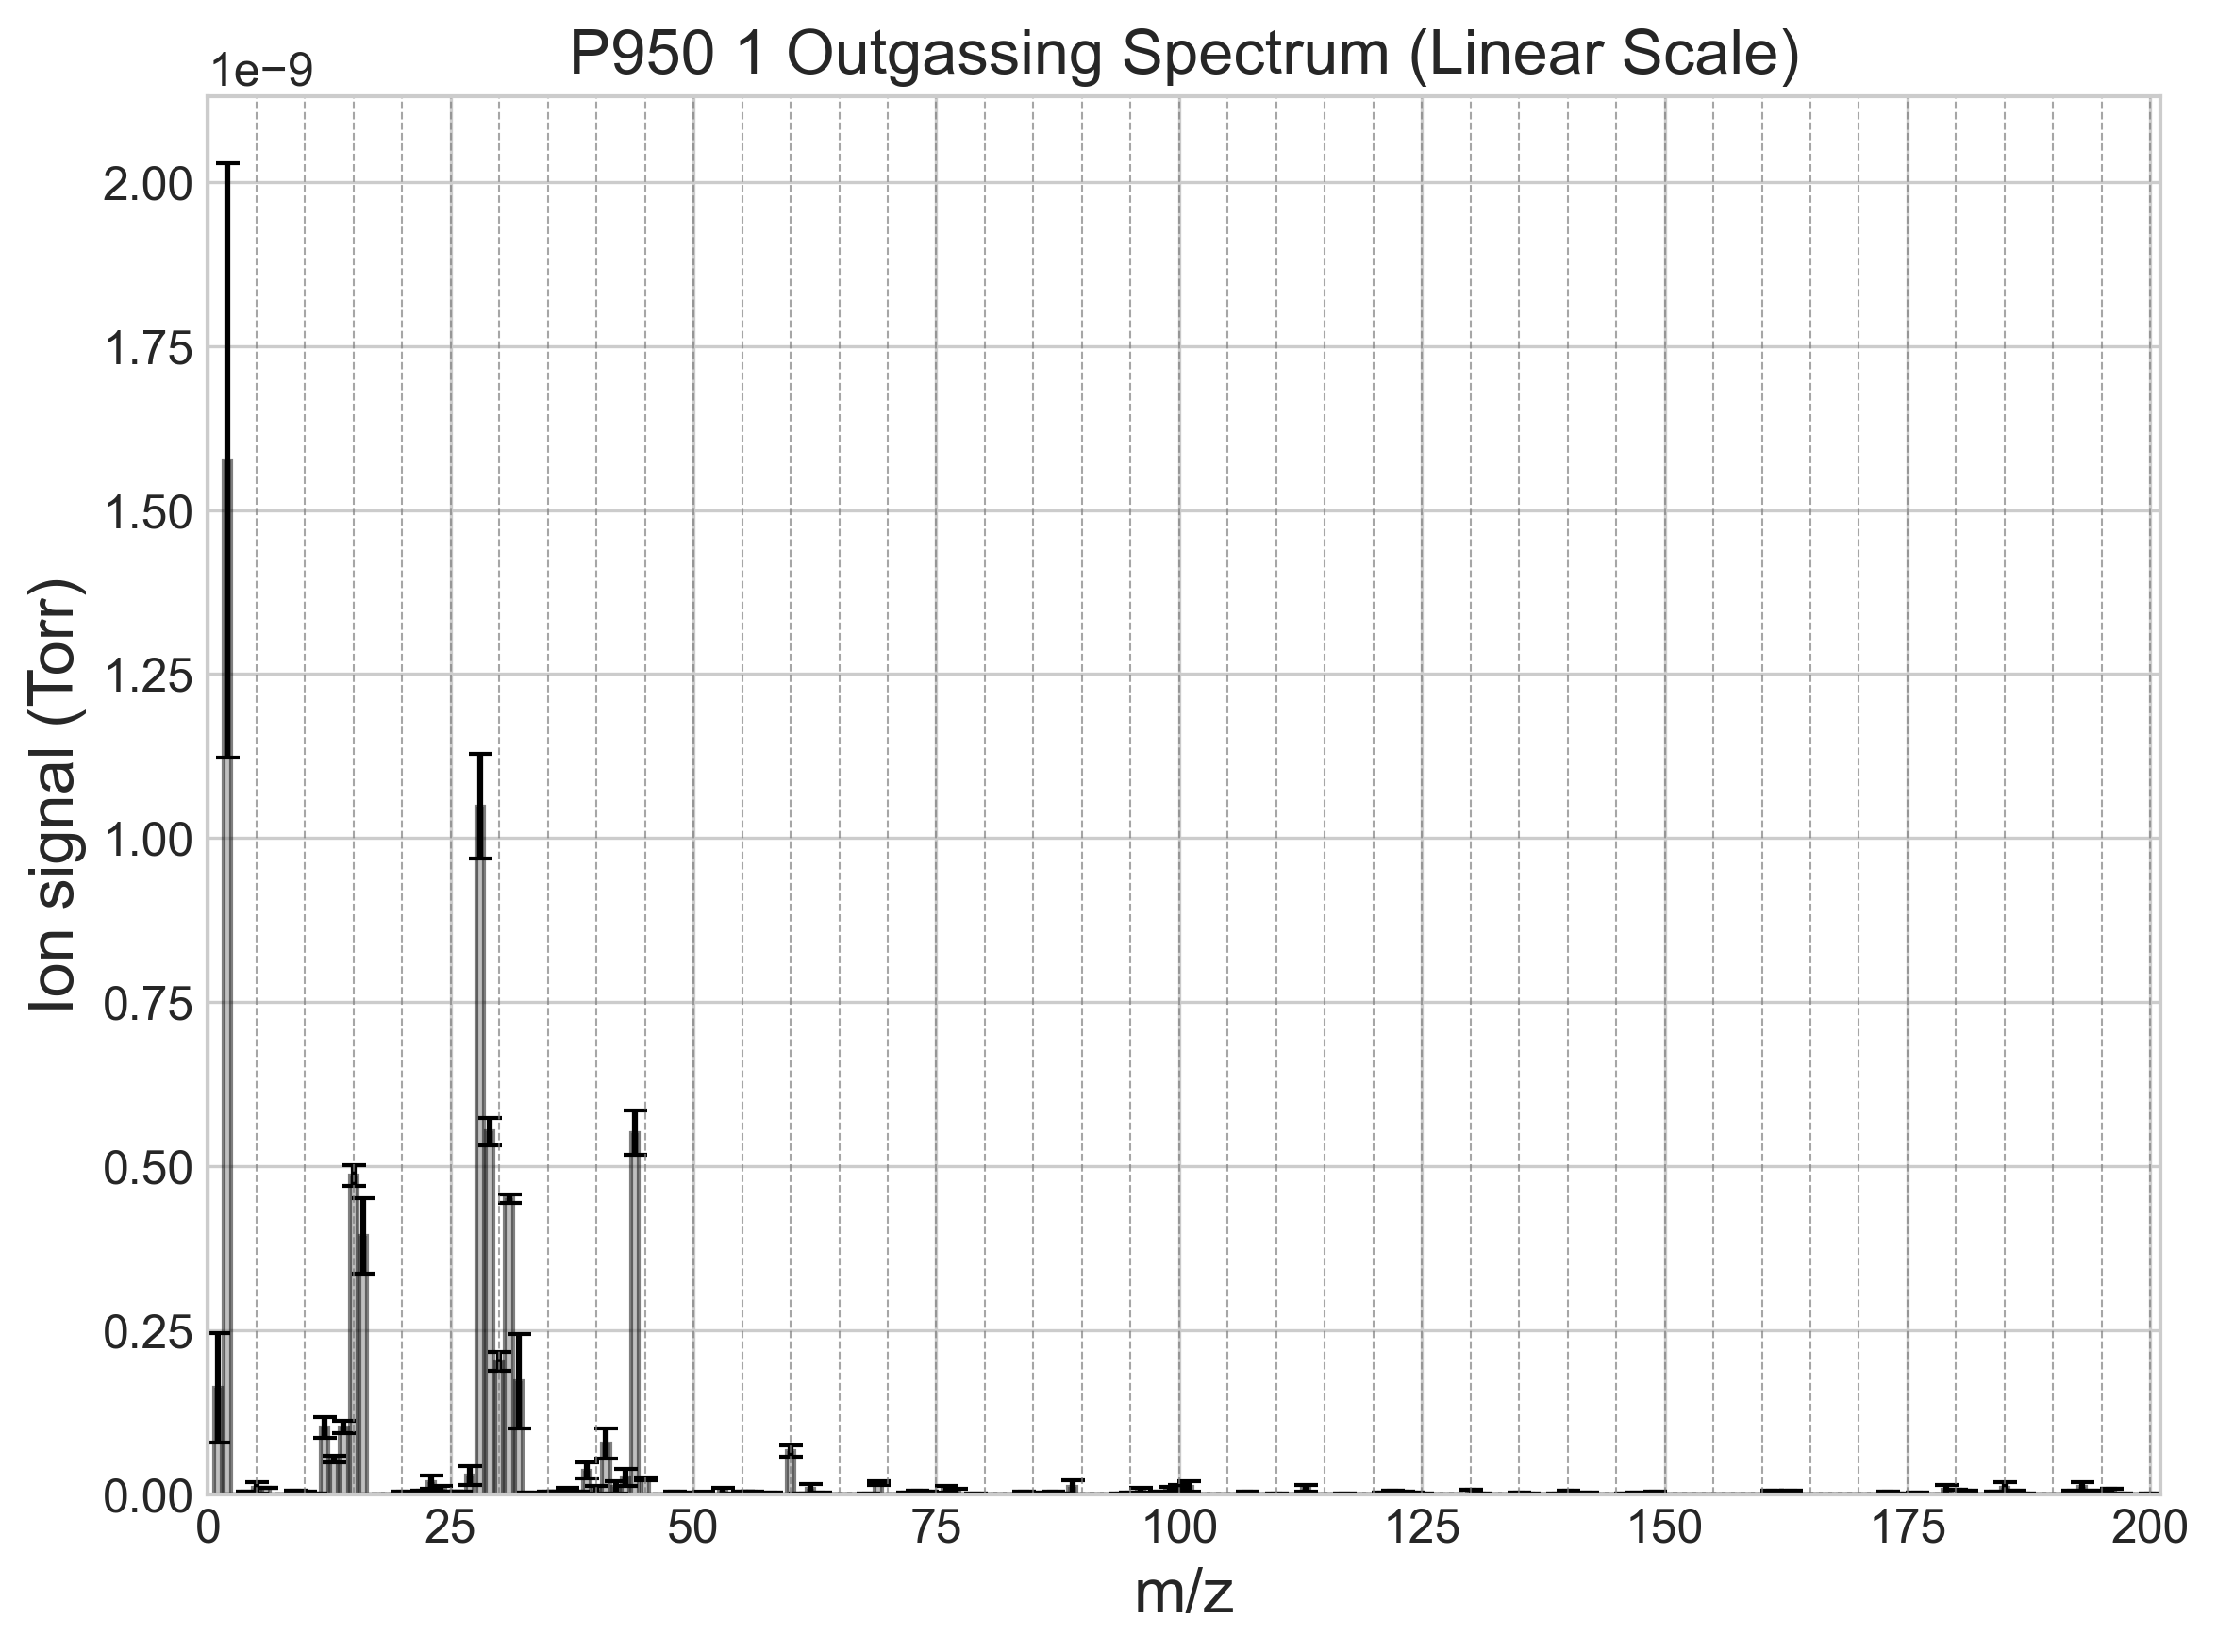 P950 1 Outgassing Spectrum (Linear Scale)
1e−9
2.00
1.75
1.50
1.25
1.00
0.75
0.50
0.25
0.00
Ion signal (Torr)
0 25 50 75 100 125 150 175 200
m/z